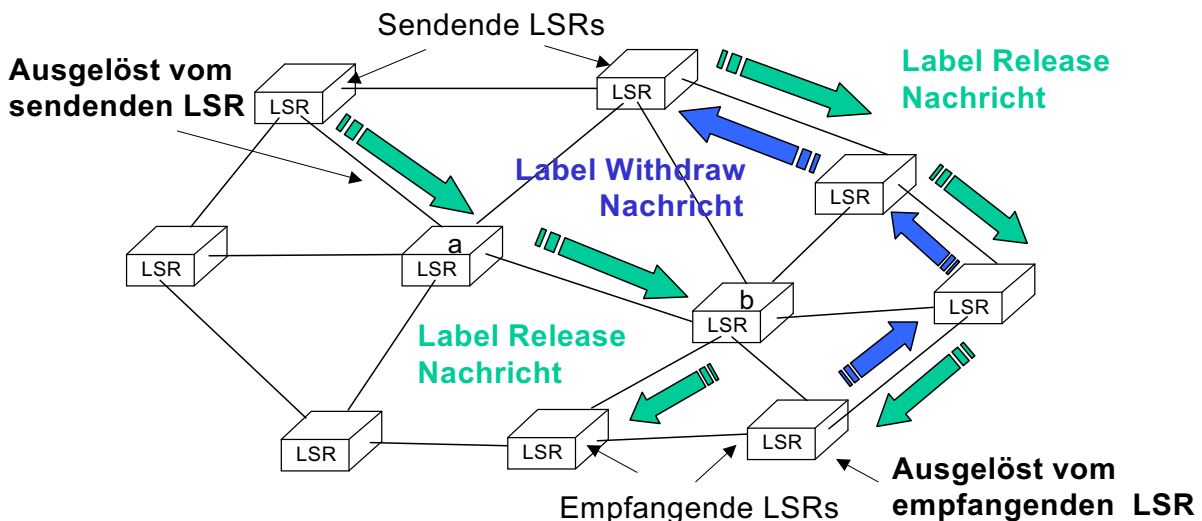 Sendende LSRs
Ausgelöst vom
sendenden LSR
Label Release
Nachricht
LSR
LSR
Label Withdraw
Nachricht
LSR
a
LSR
LSR
b
LSR
LSR
Label Release
Nachricht
LSR
LSR
LSR
Empfangende LSRs
Ausgelöst vom
empfangenden LSR